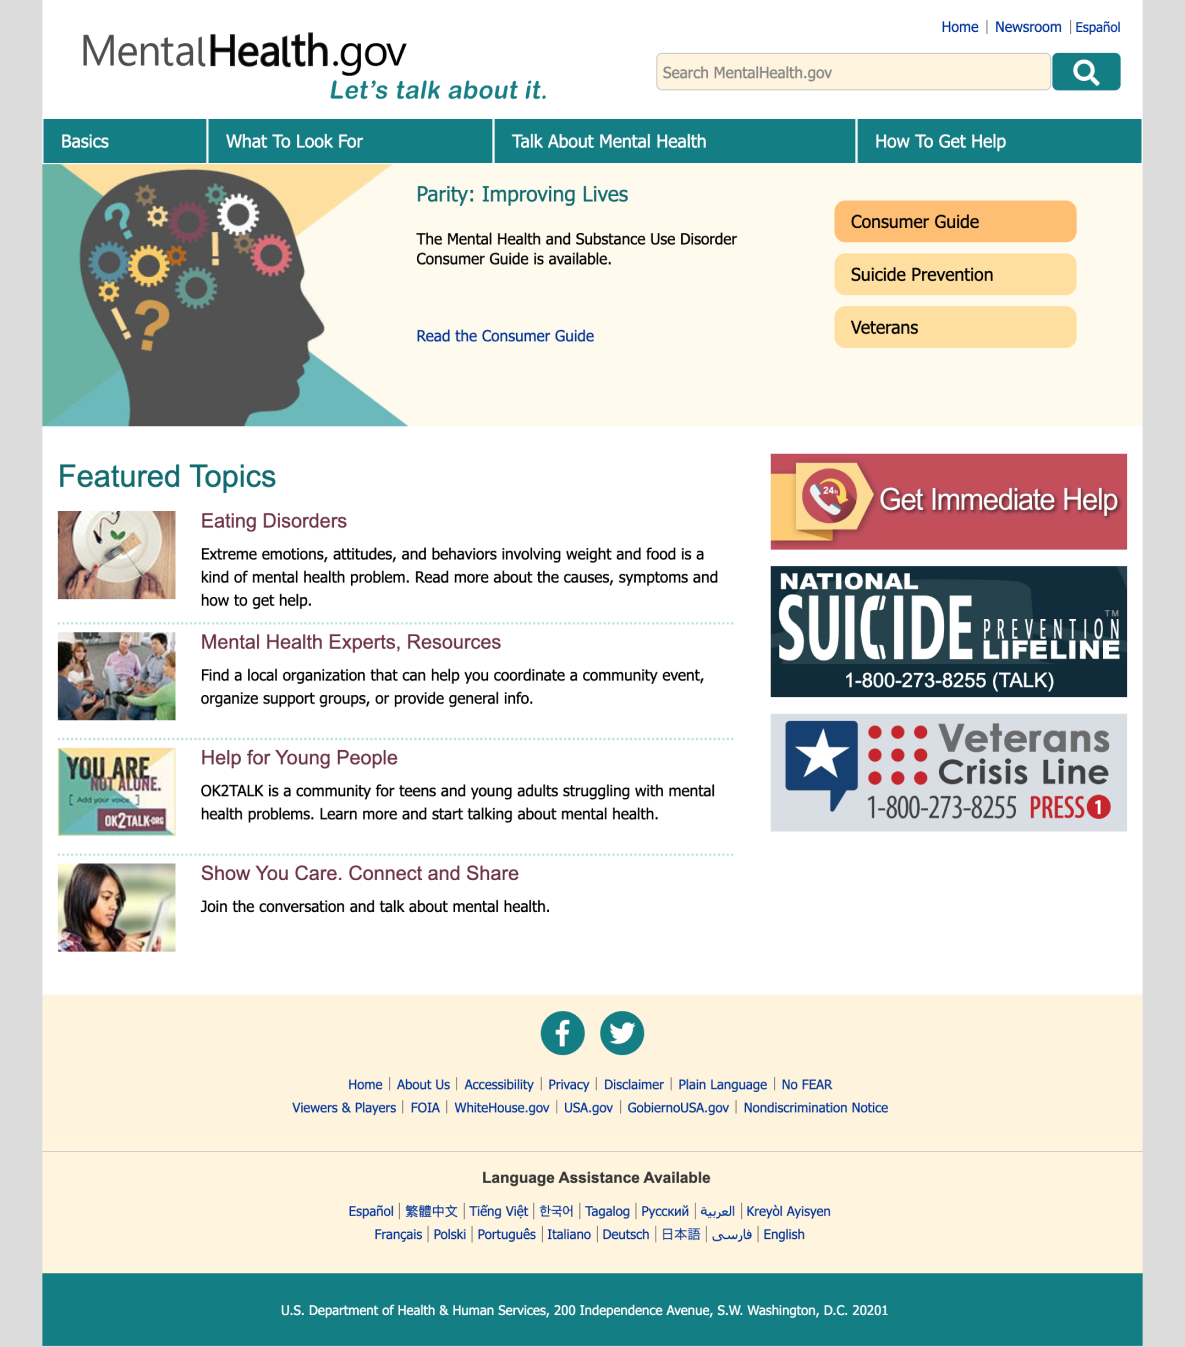 Home | Newsroom | Español
MentalHealth.gov
Let's talk about it.
Search MentalHealth.gov
Basics
What To Look For
Talk About Mental Health
How To Get Help
Parity: Improving Lives
The Mental Health and Substance Use Disorder
Consumer Guide is available.
Read the Consumer Guide
Consumer Guide
Suicide Prevention
Veterans
Featured Topics
Eating Disorders
Extreme emotions, attitudes, and behaviors involving weight and food is a
kind of mental health problem. Read more about the causes, symptoms and
how to get help.
Mental Health Experts, Resources
Find a local organization that can help you coordinate a community event,
organize support groups, or provide general info.
YOU ARE
NOT ALONE.
[ Add your voice ]
OK2TALK.ORG
Help for Young People
OK2TALK is a community for teens and young adults struggling with mental
health problems. Learn more and start talking about mental health.
Show You Care. Connect and Share
Join the conversation and talk about mental health.
24h
Get Immediate Help
NATIONAL
SUICIDE PREVENTION
LIFELINE™
1-800-273-8255 (TALK)
Veterans
Crisis Line
1-800-273-8255 PRESS 1
Home | About Us | Accessibility | Privacy | Disclaimer | Plain Language | No FEAR
Viewers & Players | FOIA | WhiteHouse.gov | USA.gov | GobiernoUSA.gov | Nondiscrimination Notice
Language Assistance Available
Español | 繁體中文 | Tiếng Việt | 한국어 | Tagalog | Русский | العربية | Kreyòl Ayisyen
Français | Polski | Português | Italiano | Deutsch | 日本語 | فارسی | English
U.S. Department of Health & Human Services, 200 Independence Avenue, S.W. Washington, D.C. 20201